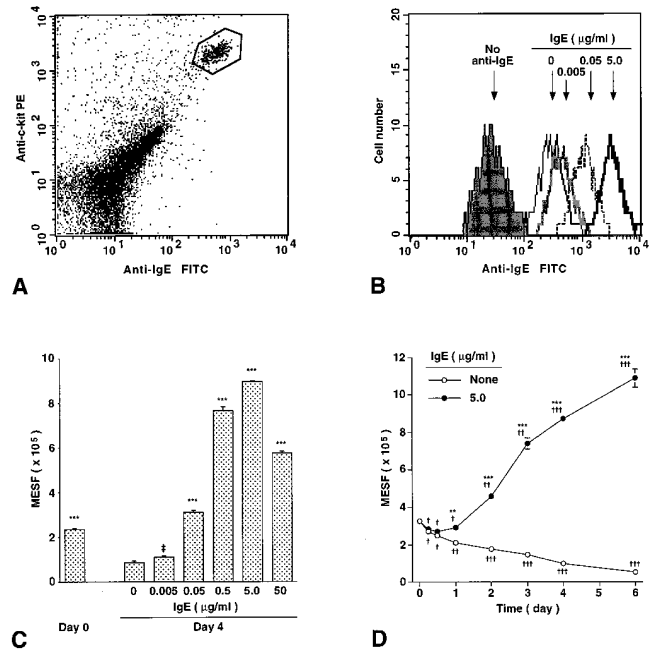 10⁴
10³
10²
10¹
10⁰
Anti-c-kit PE
10⁰ 10¹ 10² 10³ 10⁴
Anti-IgE FITC
A
20
15
10
5
0
Cell number
No
anti-IgE
IgE ( μg/ml )
0 0.05 5.0
0.005
10⁰ 10¹ 10² 10³ 10⁴
Anti-IgE FITC
B
10
8
6
4
2
0
MESF ( x 10⁵ )
***
‡
***
***
***
***
0 0.005 0.05 0.5 5.0 50
IgE ( μg/ml )
Day 0 Day 4
C
12
10
8
6
4
2
0
MESF ( x 10⁵ )
IgE ( μg/ml )
None
5.0
† † ** † *** †† *** †† *** ††† *** †††
† † †† ††† ††† ††† †††
0 1 2 3 4 5 6
Time ( day )
D